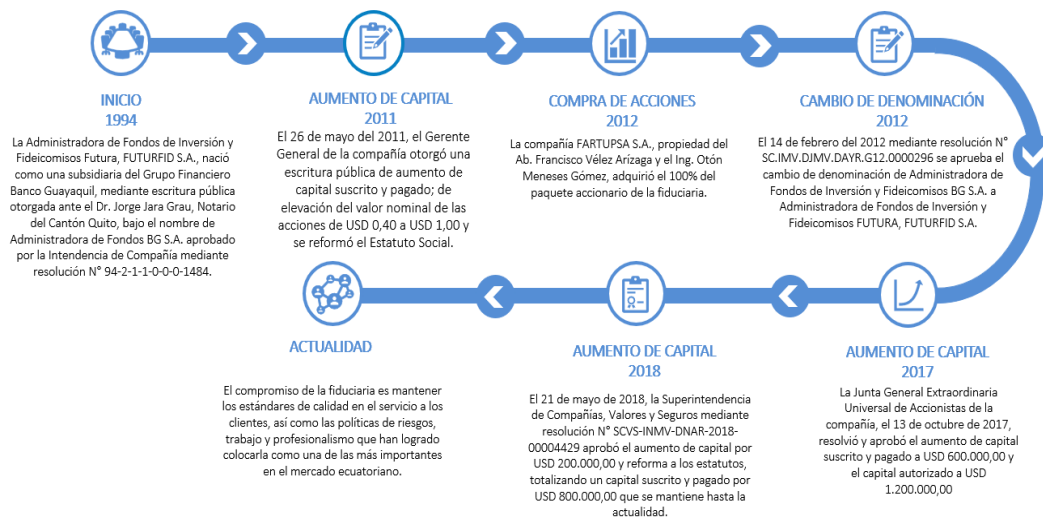 INICIO
1994
La Administradora de Fondos de Inversión y
Fideicomisos Futura, FUTURFID S.A., nació
como una subsidiaria del Grupo Financiero
Banco Guayaquil, mediante escritura pública
otorgada ante el Dr. Jorge Jara Grau, Notario
del Cantón Quito, bajo el nombre de
Administradora de Fondos BG S.A. aprobado
por la Intendencia de Compañía mediante
resolución N° 94-2-1-1-0-0-0-1484.
AUMENTO DE CAPITAL
2011
El 26 de mayo del 2011, el Gerente
General de la compañía otorgó una
escritura pública de aumento de
capital suscrito y pagado; de
elevación del valor nominal de las
acciones de USD 0,40 a USD 1,00 y
se reformó el Estatuto Social.
COMPRA DE ACCIONES
2012
La compañía FARTUPSA S.A., propiedad del
Ab. Francisco Vélez Arízaga y el Ing. Otón
Meneses Gómez, adquirió el 100% del
paquete accionario de la fiduciaria.
CAMBIO DE DENOMINACIÓN
2012
El 14 de febrero del 2012 mediante resolución N°
SC.IMV.DJMV.DAYR.G12.0000296 se aprueba el
cambio de denominación de Administradora de
Fondos de Inversión y Fideicomisos BG S.A. a
Administradora de Fondos de Inversión y
Fideicomisos FUTURA, FUTURFID S.A.
AUMENTO DE CAPITAL
2017
La Junta General Extraordinaria
Universal de Accionistas de la
compañía, el 13 de octubre de 2017,
resolvió y aprobó el aumento de capital
suscrito y pagado a USD 600.000,00 y
el capital autorizado a USD
1.200.000,00
AUMENTO DE CAPITAL
2018
El 21 de mayo de 2018, la Superintendencia
de Compañías, Valores y Seguros mediante
resolución N° SCVS-INMV-DNAR-2018-
00004429 aprobó el aumento de capital por
USD 200.000,00 y reforma a los estatutos,
totalizando un capital suscrito y pagado por
USD 800.000,00 que se mantiene hasta la
actualidad.
ACTUALIDAD
El compromiso de la fiduciaria es mantener
los estándares de calidad en el servicio a los
clientes, así como las políticas de riesgos,
trabajo y profesionalismo que han logrado
colocarla como una de las más importantes
en el mercado ecuatoriano.